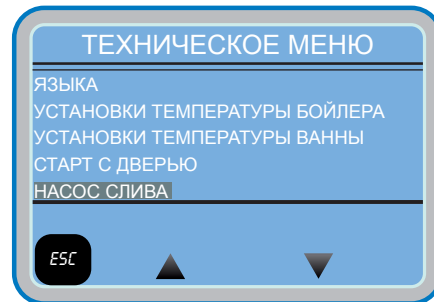 ТЕХНИЧЕСКОЕ МЕНЮ
ЯЗЫКА
УСТАНОВКИ ТЕМПЕРАТУРЫ БОЙЛЕРА
УСТАНОВКИ ТЕМПЕРАТУРЫ ВАННЫ
СТАРТ С ДВЕРЬЮ
НАСОС СЛИВА
ESC